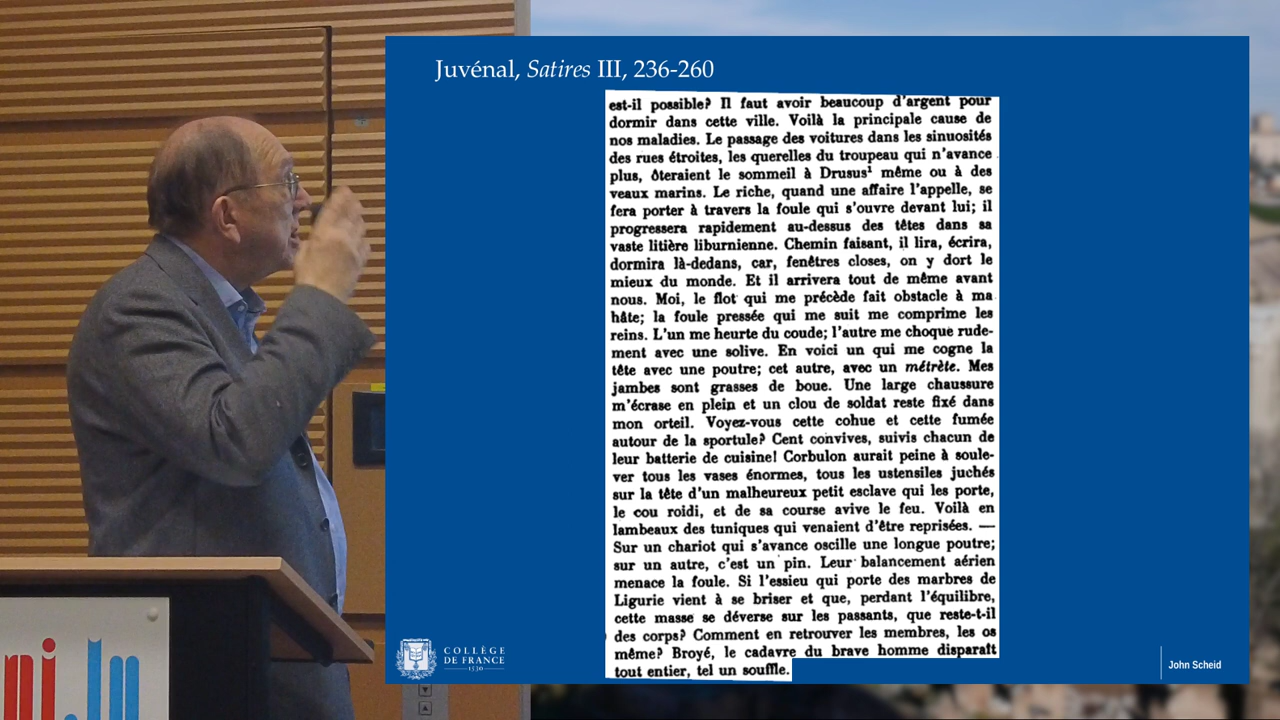 Juvénal, Satires III, 236-260
est-il possible? Il faut avoir beaucoup d'argent pour
dormir dans cette ville. Voilà la principale cause de
nos maladies. Le passage des voitures dans les sinuosités
des rues étroites, les querelles du troupeau qui n'avance
plus, ôteraient le sommeil à Drusus¹ même ou à des
veaux marins. Le riche, quand une affaire l'appelle, se
fera porter à travers la foule qui s'ouvre devant lui; il
progressera rapidement au-dessus des têtes dans sa
vaste litière liburnienne. Chemin faisant, il lira, écrira,
dormira là-dedans, car, fenêtres closes, on y dort le
mieux du monde. Et il arrivera tout de même avant
nous. Moi, le flot qui me précède fait obstacle à ma
hâte; la foule pressée qui me suit me comprime les
reins. L'un me heurte du coude; l'autre me choque rude-
ment avec une solive. En voici un qui me cogne la
tête avec une poutre; cet autre, avec un métrète. Mes
jambes sont grasses de boue. Une large chaussure
m'écrase en plein et un clou de soldat reste fixé dans
mon orteil. Voyez-vous cette cohue et cette fumée
autour de la sportule? Cent convives, suivis chacun de
leur batterie de cuisine! Corbulon aurait peine à soule-
ver tous les vases énormes, tous les ustensiles juchés
sur la tête d'un malheureux petit esclave qui les porte,
le cou roidi, et de sa course avive le feu. Voilà en
lambeaux des tuniques qui venaient d'être reprisées. —
Sur un chariot qui s'avance oscille une longue poutre;
sur un autre, c'est un pin. Leur balancement aérien
menace la foule. Si l'essieu qui porte des marbres de
Ligurie vient à se briser et que, perdant l'équilibre,
cette masse se déverse sur les passants, que reste-t-il
des corps? Comment en retrouver les membres, les os
même? Broyé, le cadavre du brave homme disparaît
tout entier, tel un souffle.
COLLÈGE
DE FRANCE
1530
John Scheid